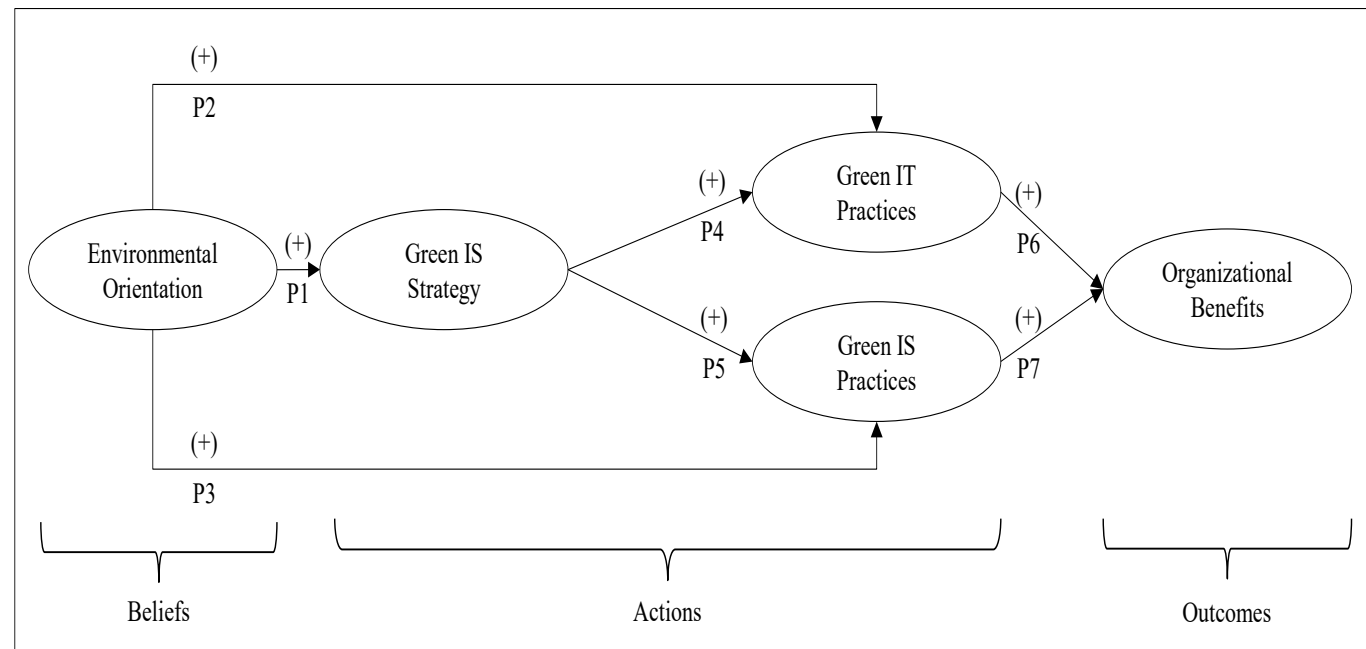 (+)
P2
Green IT
Practices
(+)
P4
(+)
P6
Environmental
Orientation
(+)
P1
Green IS
Strategy
Organizational
Benefits
(+)
P5
Green IS
Practices
(+)
P7
(+)
P3
Beliefs
Actions
Outcomes